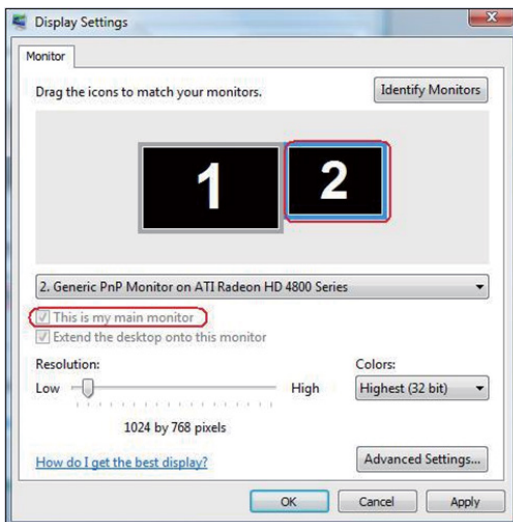 Display Settings
Monitor
Drag the icons to match your monitors.
Identify Monitors
1
2
2. Generic PnP Monitor on ATI Radeon HD 4800 Series
This is my main monitor
Extend the desktop onto this monitor
Resolution:
Colors:
Low
High
Highest (32 bit)
1024 by 768 pixels
How do I get the best display?
Advanced Settings...
OK
Cancel
Apply